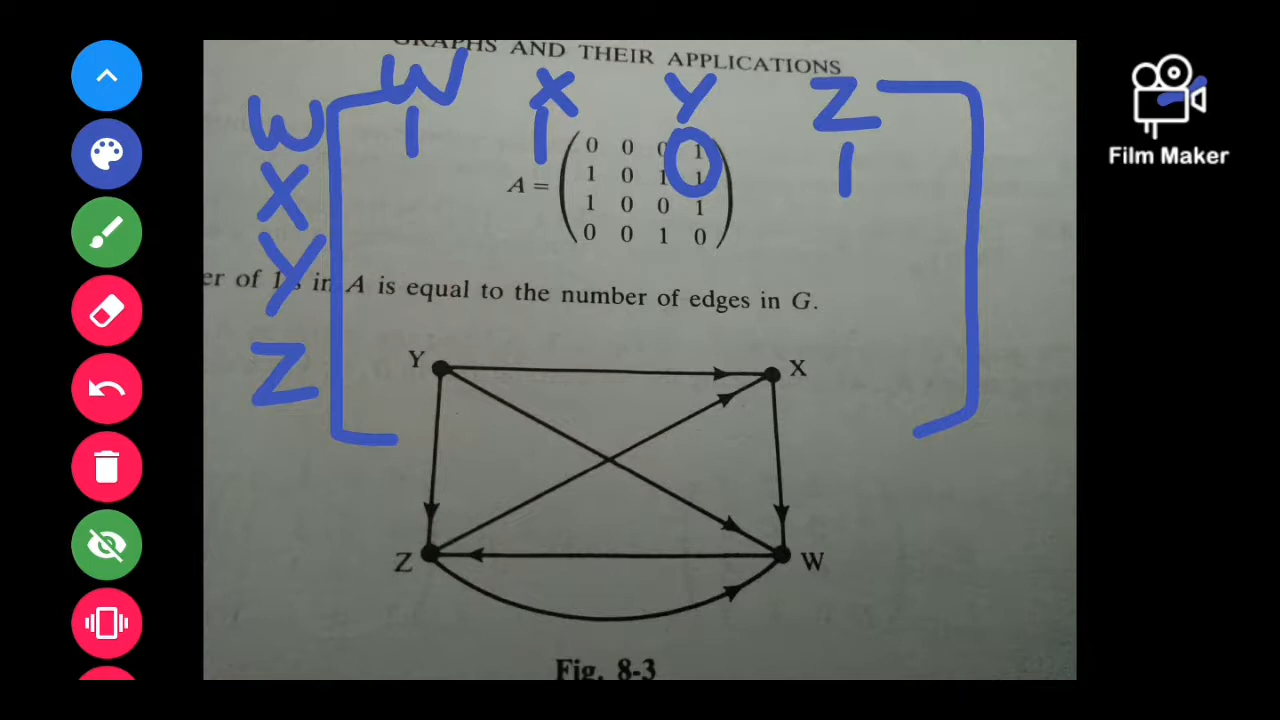 GRAPHS AND THEIR APPLICATIONS
W X Y Z
W 1 1 0 1
X
Y
Z
A =
0 0 0 1
1 0 1 1
1 0 0 1
0 0 1 0
er of 1's in A is equal to the number of edges in G.
Y X
Z W
Fig. 8-3
Film Maker